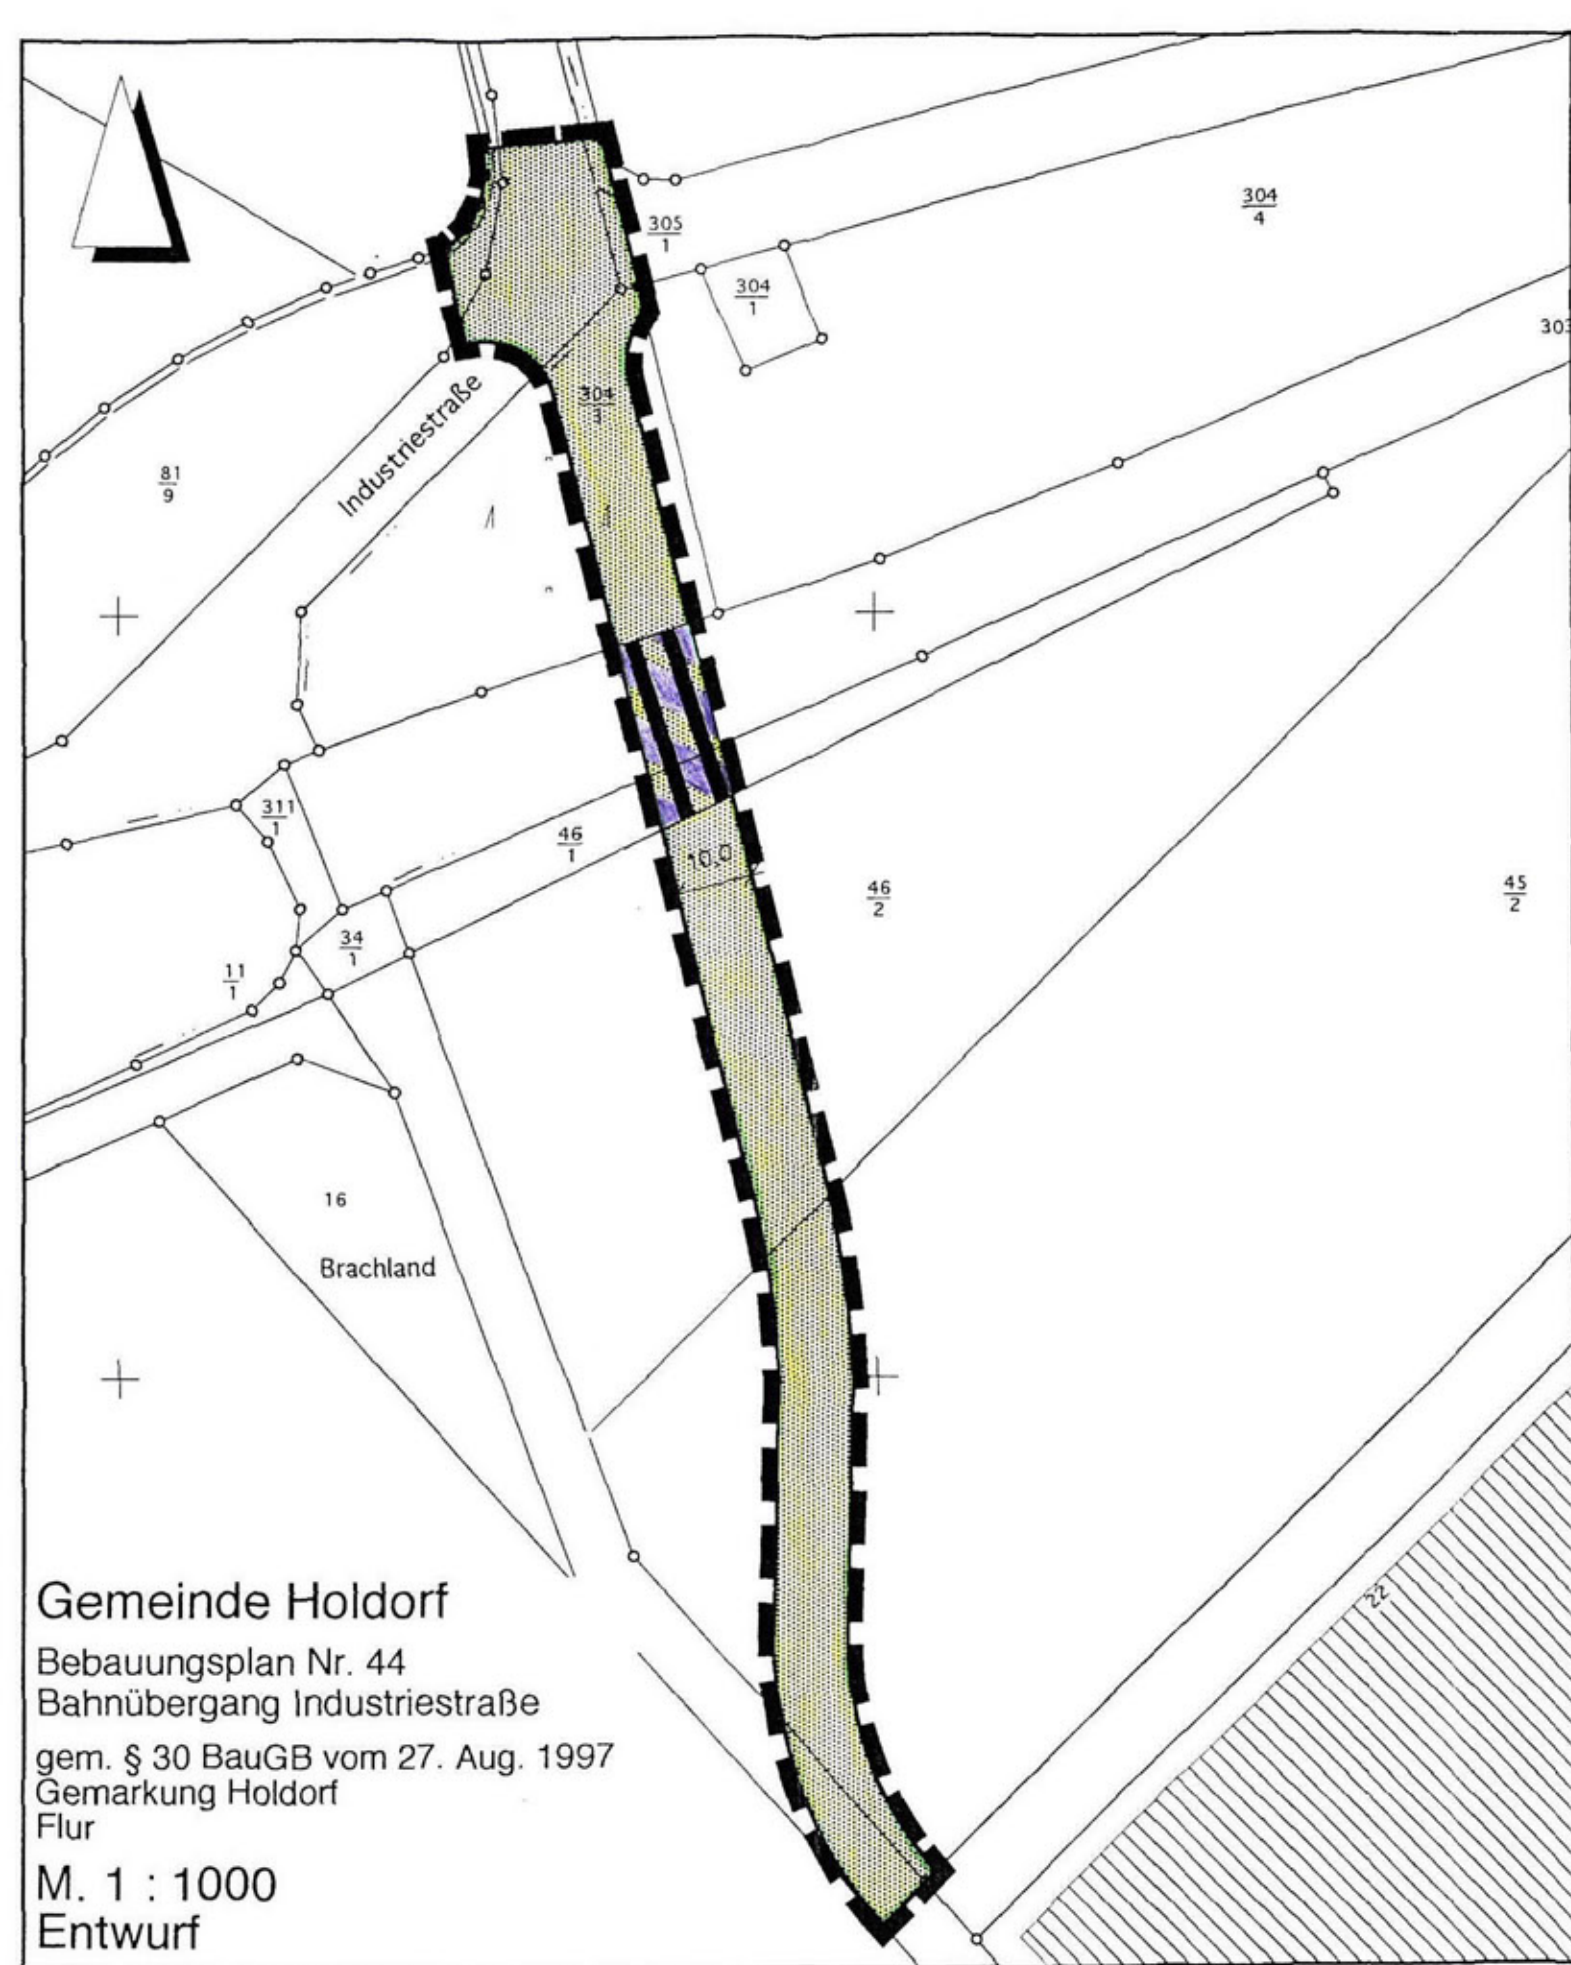 304
4
305
1
304
1
303
304
3
Industriestraße
81
9
311
1
46
1
10,0
46
2
45
2
34
1
11
1
16
Brachland
22
Gemeinde Holdorf
Bebauungsplan Nr. 44
Bahnübergang Industriestraße
gem. § 30 BauGB vom 27. Aug. 1997
Gemarkung Holdorf
Flur
M. 1 : 1000
Entwurf